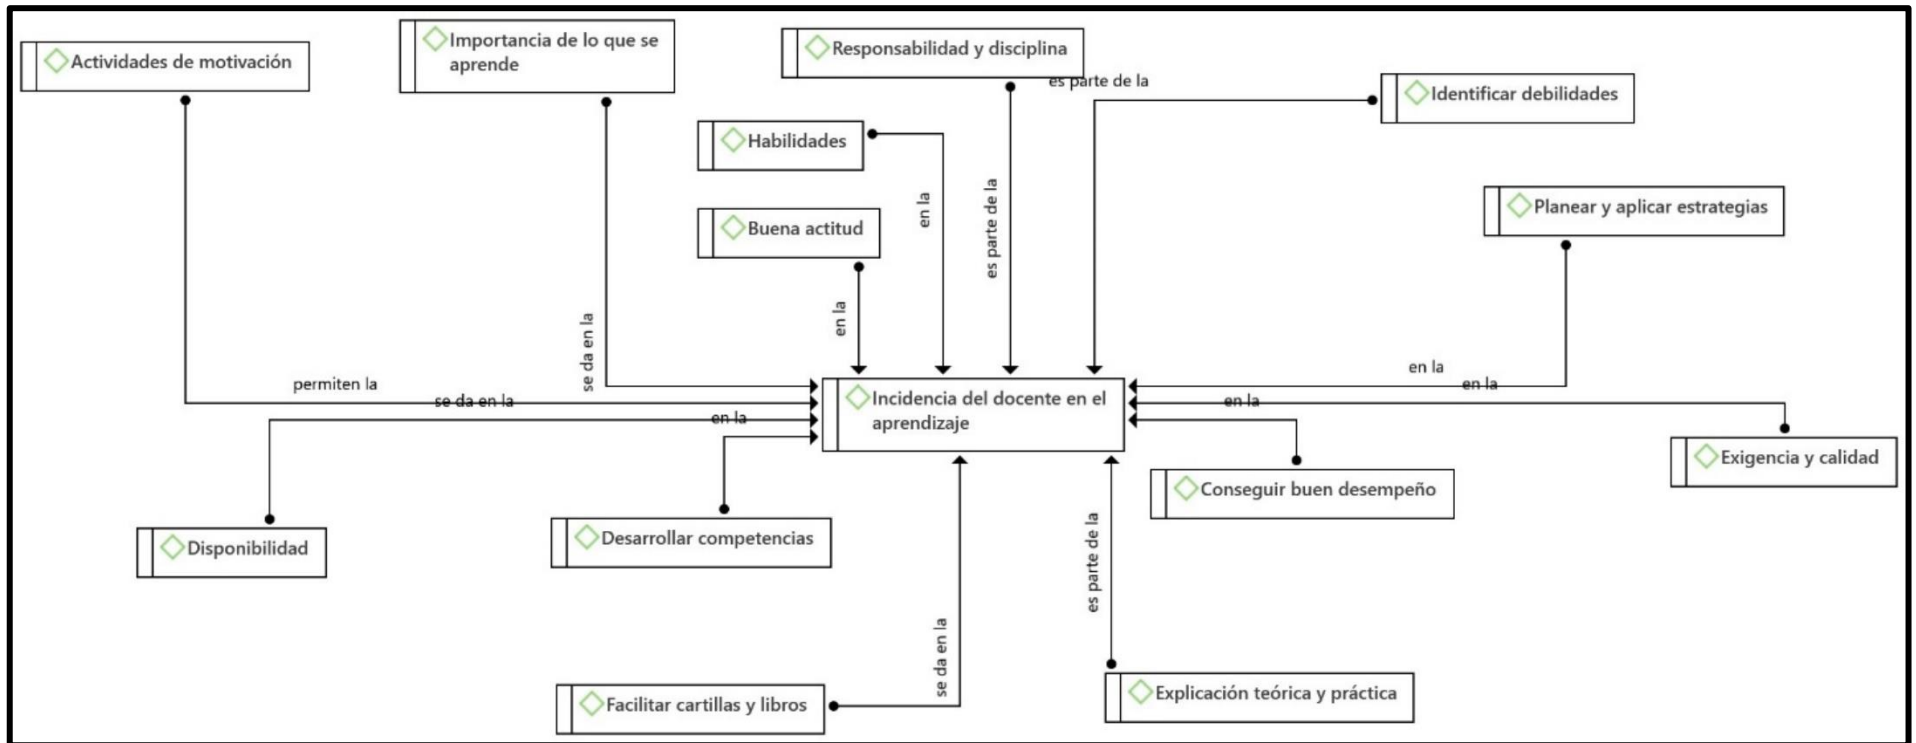 Importancia de lo que se
aprende
Responsabilidad y disciplina
Actividades de motivación
es parte de la
Identificar debilidades
Habilidades
en la
es parte de la
Planear y aplicar estrategias
Buena actitud
en la
se da en la
permiten la
en la
en la
se da en la
en la
en la
Incidencia del docente en el
aprendizaje
Exigencia y calidad
Conseguir buen desempeño
Disponibilidad
Desarrollar competencias
es parte de la
se da en la
Facilitar cartillas y libros
Explicación teórica y práctica